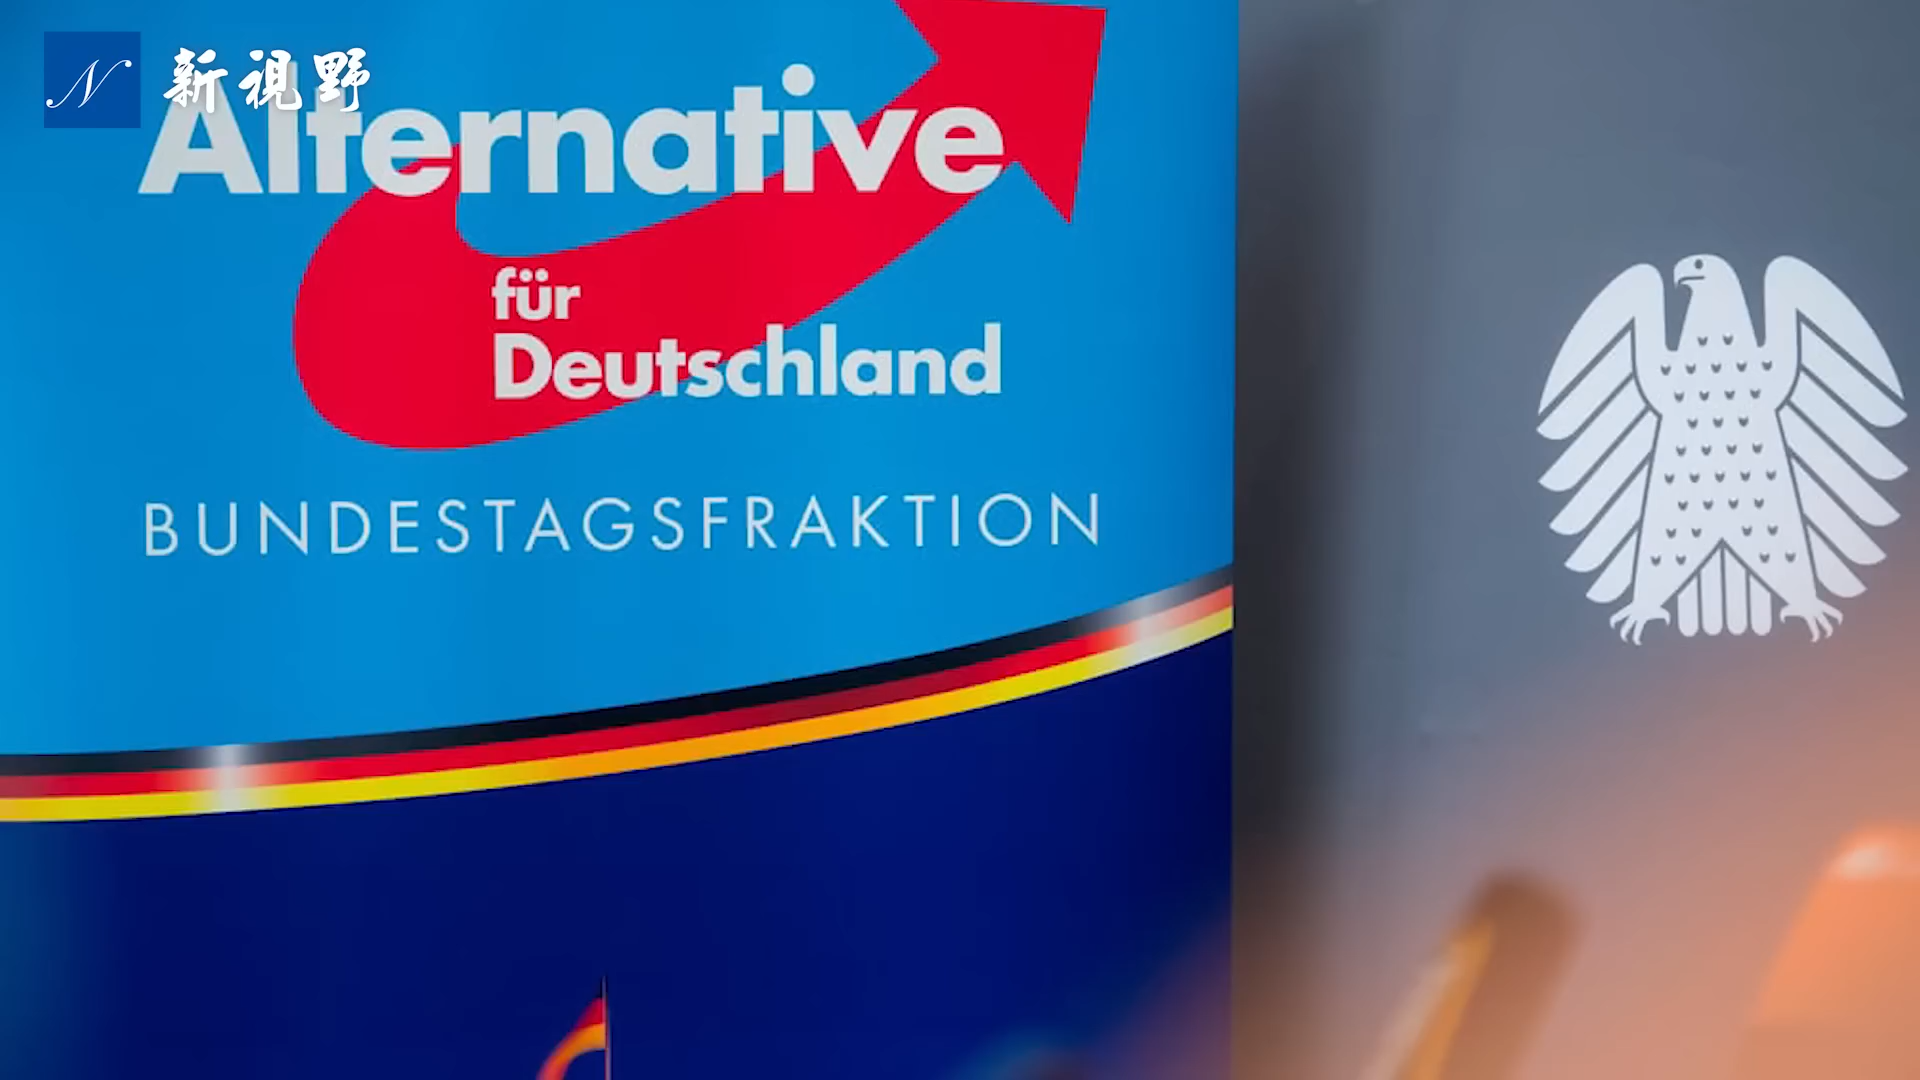 N 新視野
Alternative
für
Deutschland
BUNDESTAGSFRAKTION